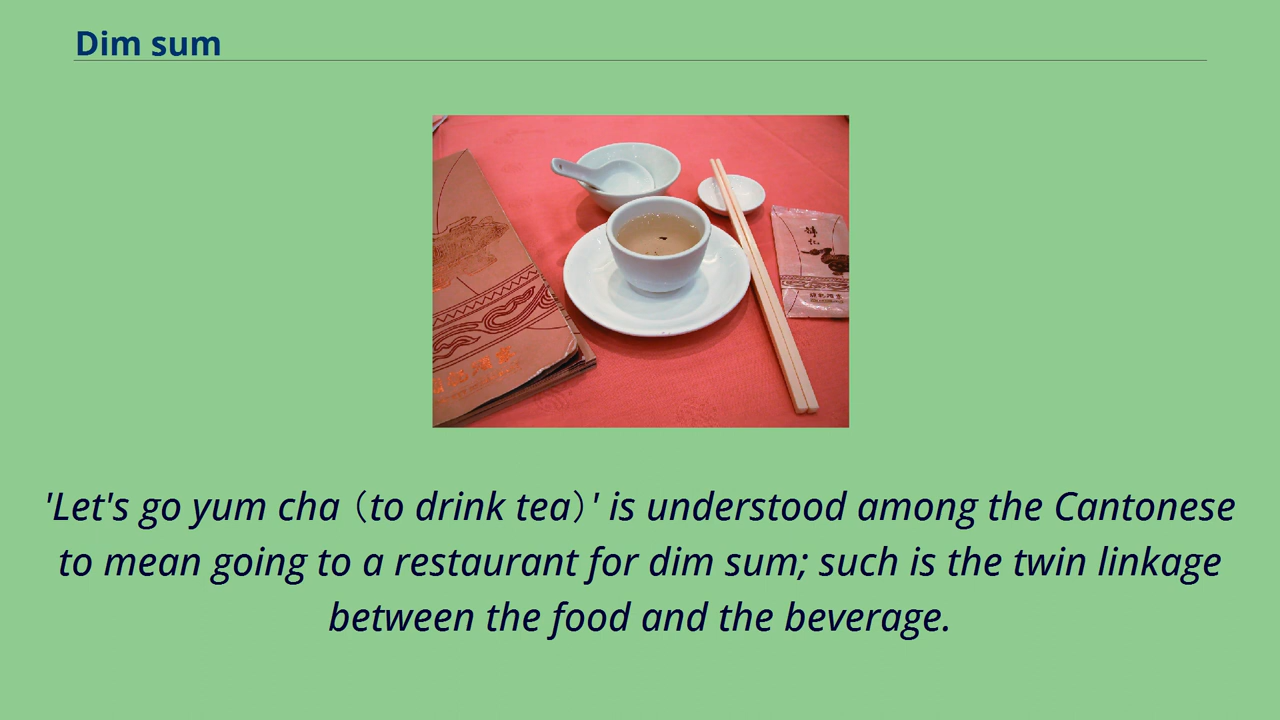 Dim sum
'Let's go yum cha（to drink tea）' is understood among the Cantonese
to mean going to a restaurant for dim sum; such is the twin linkage
between the food and the beverage.